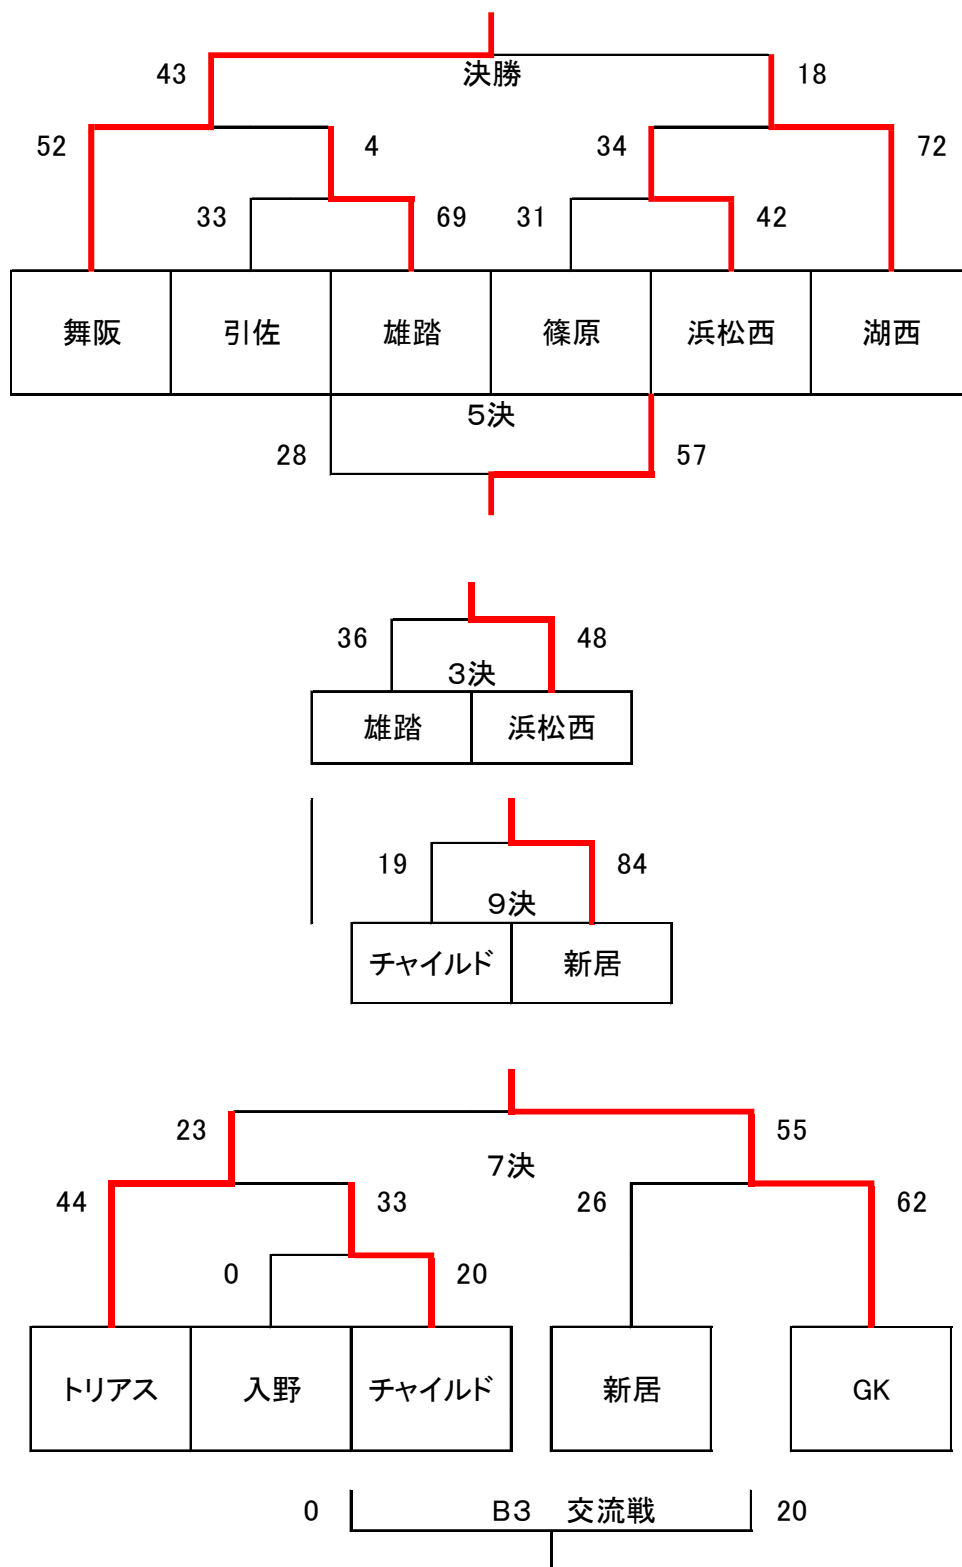 43 決勝 18
52 4 34 72
33 69 31 42
舞阪 引佐 雄踏 篠原 浜松西 湖西
5決
28 57
36 48
3決
雄踏 浜松西
19 84
9決
チャイルド 新居
23 55
7決
44 33 26 62
0 20
トリアス 入野 チャイルド 新居 GK
0 B3 交流戦 20